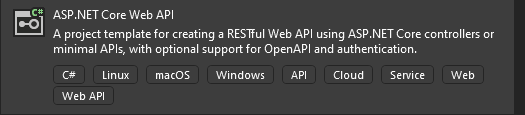 C#
ASP.NET Core Web API
A project template for creating a RESTful Web API using ASP.NET Core controllers or
minimal APIs, with optional support for OpenAPI and authentication.
C# Linux macOS Windows API Cloud Service Web
Web API